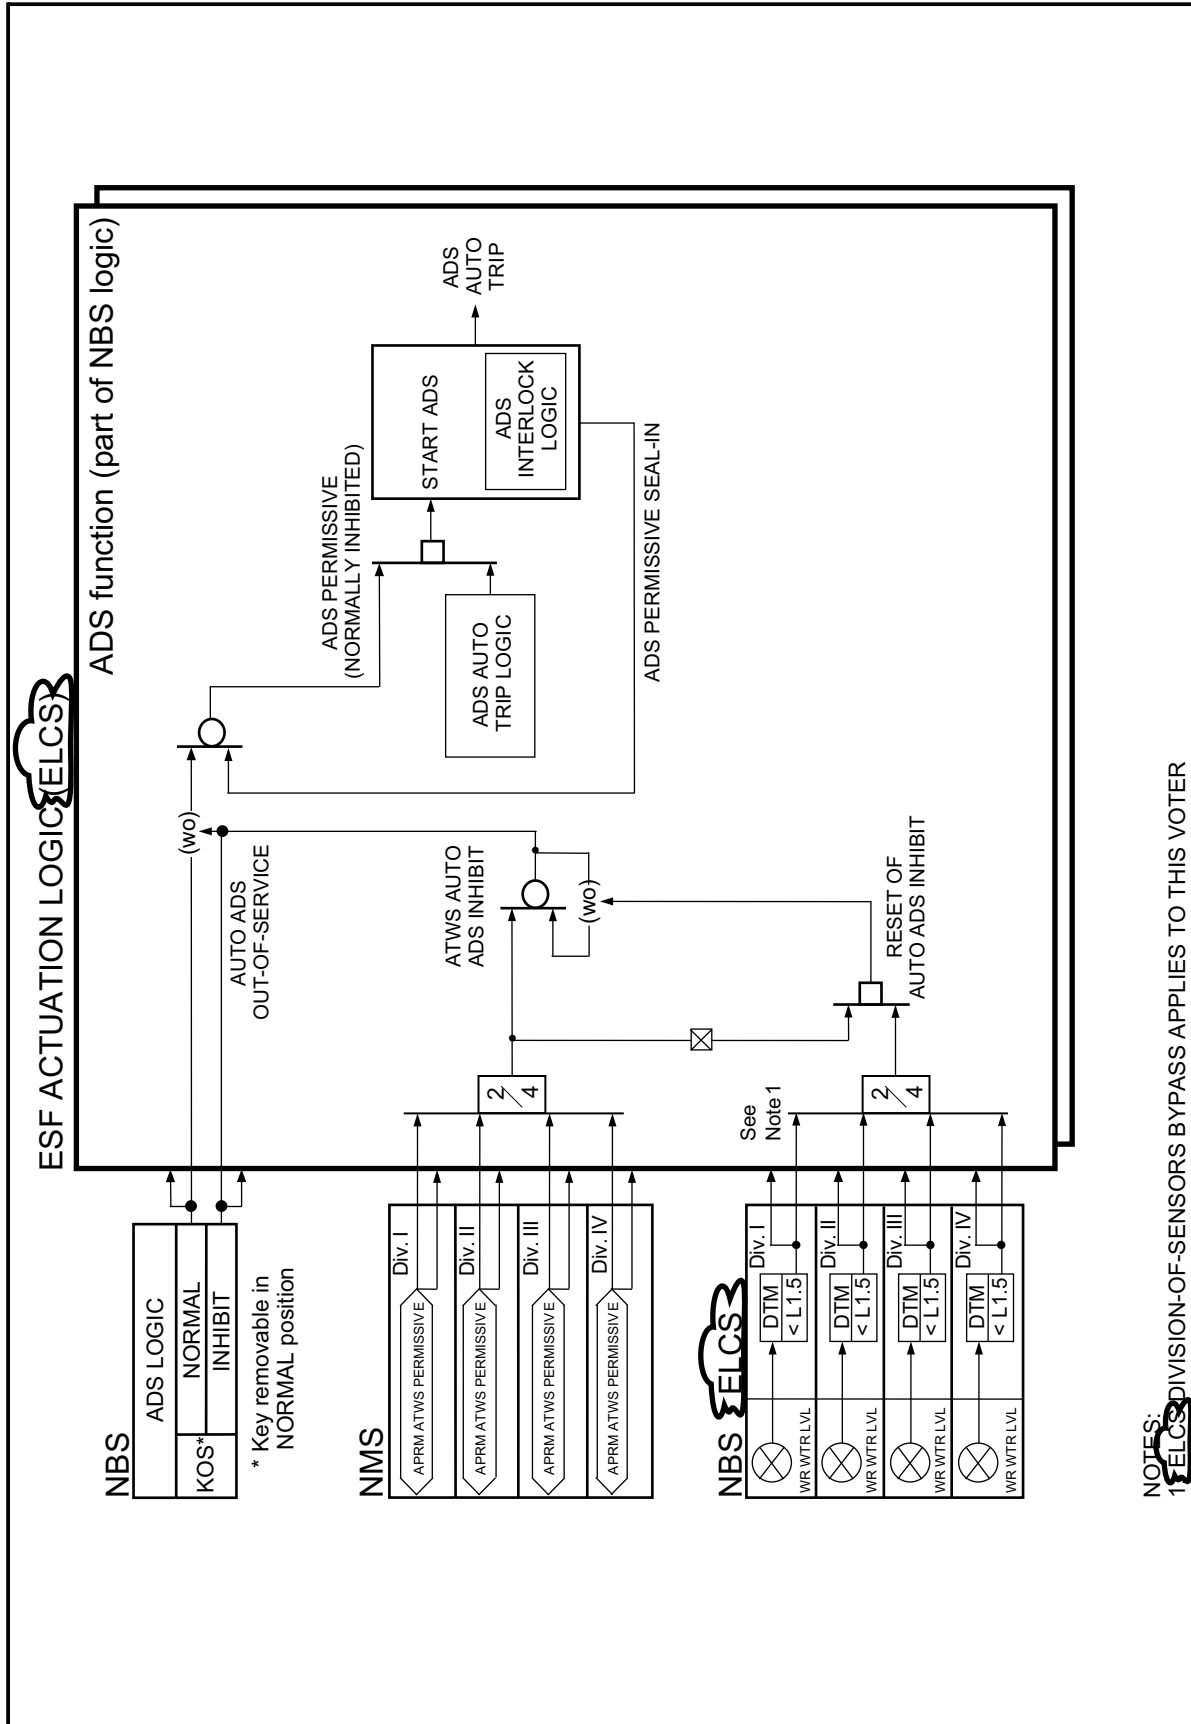 ESF ACTUATION LOGIC (ELCS)
ADS function (part of NBS logic)
NBS
ADS LOGIC
KOS*
NORMAL
INHIBIT
* Key removable in
NORMAL position
(wo)
AUTO ADS
OUT-OF-SERVICE
ADS PERMISSIVE
(NORMALLY INHIBITED)
ADS AUTO
TRIP LOGIC
START ADS
ADS
INTERLOCK
LOGIC
ADS
AUTO
TRIP
ADS PERMISSIVE SEAL-IN
NMS
APRM ATWS PERMISSIVE
Div. I
APRM ATWS PERMISSIVE
Div. II
APRM ATWS PERMISSIVE
Div. III
APRM ATWS PERMISSIVE
Div. IV
2/4
ATWS AUTO
ADS INHIBIT
(wo)
RESET OF
AUTO ADS INHIBIT
NBS
ELCS
WR WTR LVL
DTM
< L1.5
Div. I
WR WTR LVL
DTM
< L1.5
Div. II
WR WTR LVL
DTM
< L1.5
Div. III
WR WTR LVL
DTM
< L1.5
Div. IV
See
Note 1
2/4
NOTES:
1. ELCS DIVISION-OF-SENSORS BYPASS APPLIES TO THIS VOTER